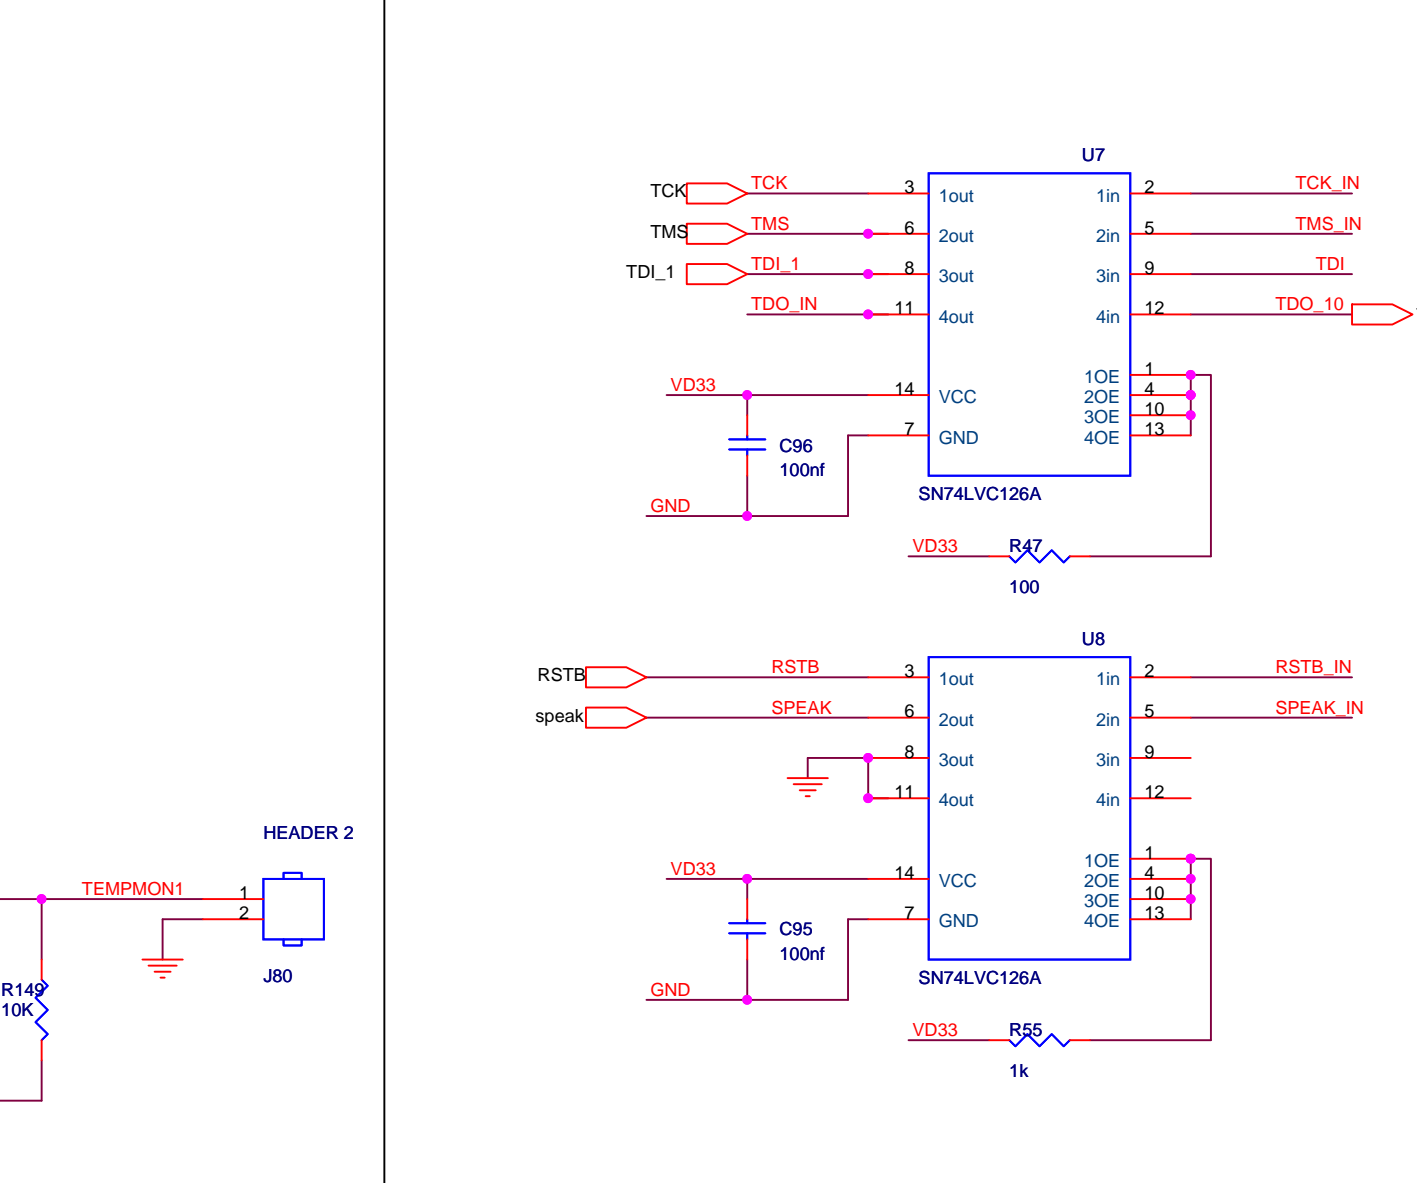 U7
TCK
TCK
3
1out
1in
2
TCK_IN
TMS
TMS
6
2out
2in
5
TMS_IN
TDI_1
TDI_1
8
3out
3in
9
TDI
TDO_IN
11
4out
4in
12
TDO_10
VD33
14
VCC
1OE
1
2OE
4
3OE
10
4OE
13
7
GND
C96
100nf
GND
SN74LVC126A
VD33
R47
100
U8
RSTB
RSTB
3
1out
1in
2
RSTB_IN
speak
SPEAK
6
2out
2in
5
SPEAK_IN
8
3out
3in
9
11
4out
4in
12
VD33
14
VCC
1OE
1
2OE
4
3OE
10
4OE
13
7
GND
C95
100nf
GND
SN74LVC126A
VD33
R55
1k
HEADER 2
TEMPMON1
1
2
J80
R149
10K